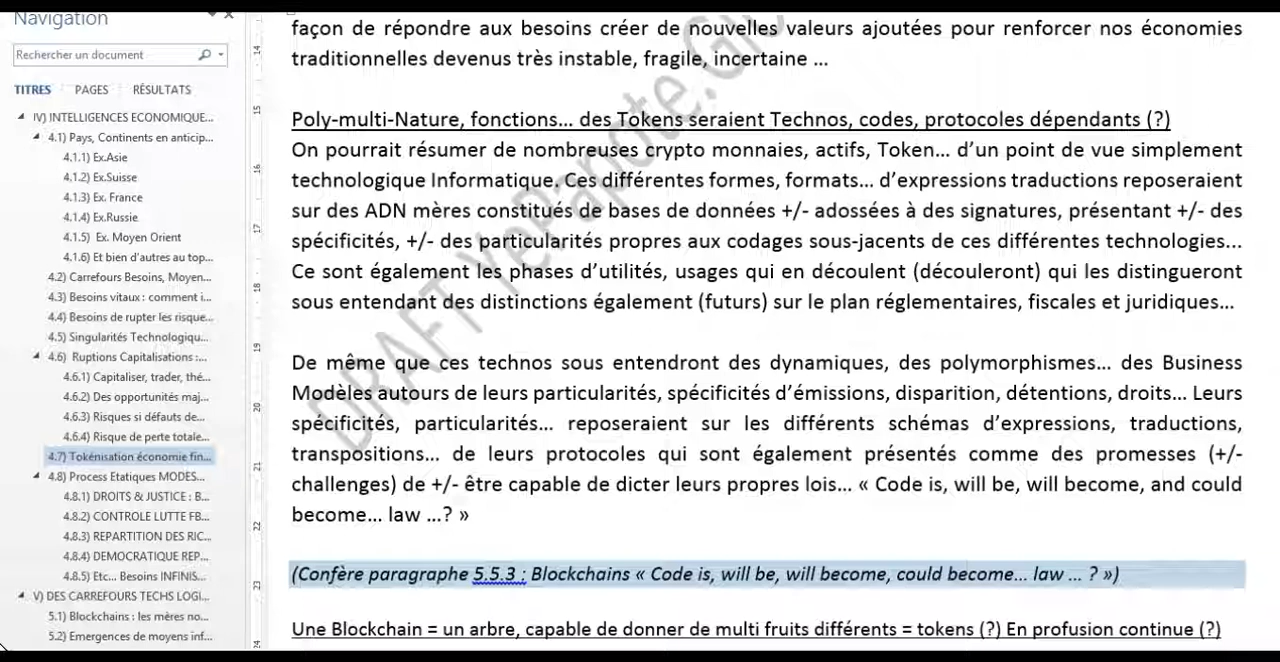 Navigation
Rechercher un document
TITRES PAGES RÉSULTATS
IV) INTELLIGENCES ECONOMIQUE...
4.1) Pays, Continents en anticip...
4.1.1) Ex.Asie
4.1.2) Ex.Suisse
4.1.3) Ex. France
4.1.4) Ex.Russie
4.1.5) Ex. Moyen Orient
4.1.6) Et bien d'autres au top...
4.2) Carrefours Besoins, Moyen...
4.3) Besoins vitaux : comment i...
4.4) Besoins de rupter les risque...
4.5) Singularités Technologiqu...
4.6) Ruptions Capitalisations :...
4.6.1) Capitaliser, trader, thé...
4.6.2) Des opportunités maj...
4.6.3) Risques si défauts de...
4.6.4) Risque de perte totale...
4.7) Tokénisation économie fin...
4.8) Process Etatiques MODES...
4.8.1) DROITS & JUSTICE : B...
4.8.2) CONTROLE LUTTE FB...
4.8.3) REPARTITION DES RIC...
4.8.4) DEMOCRATIQUE REP...
4.8.5) Etc... Besoins INFINIS...
V) DES CARREFOURS TECHS LOGI...
5.1) Blockchains : les mères no...
5.2) Emergences de moyens inf...
14
15
16
17
18
19
20
21
22
23
24
façon de répondre aux besoins créer de nouvelles valeurs ajoutées pour renforcer nos économies
traditionnelles devenus très instable, fragile, incertaine ...
Poly-multi-Nature, fonctions... des Tokens seraient Technos, codes, protocoles dépendants (?)
On pourrait résumer de nombreuses crypto monnaies, actifs, Token... d'un point de vue simplement
technologique Informatique. Ces différentes formes, formats... d'expressions traductions reposeraient
sur des ADN mères constitués de bases de données +/- adossées à des signatures, présentant +/- des
spécificités, +/- des particularités propres aux codages sous-jacents de ces différentes technologies...
Ce sont également les phases d'utilités, usages qui en découlent (découleront) qui les distingueront
sous entendant des distinctions également (futurs) sur le plan réglementaires, fiscales et juridiques...
De même que ces technos sous entendront des dynamiques, des polymorphismes... des Business
Modèles autours de leurs particularités, spécificités d'émissions, disparition, détentions, droits... Leurs
spécificités, particularités... reposeraient sur les différents schémas d'expressions, traductions,
transpositions... de leurs protocoles qui sont également présentés comme des promesses (+/-
challenges) de +/- être capable de dicter leurs propres lois... « Code is, will be, will become, and could
become... law ...? »
(Confère paragraphe 5.5.3 : Blockchains « Code is, will be, will become, could become... law ... ? »)
Une Blockchain = un arbre, capable de donner de multi fruits différents = tokens (?) En profusion continue (?)